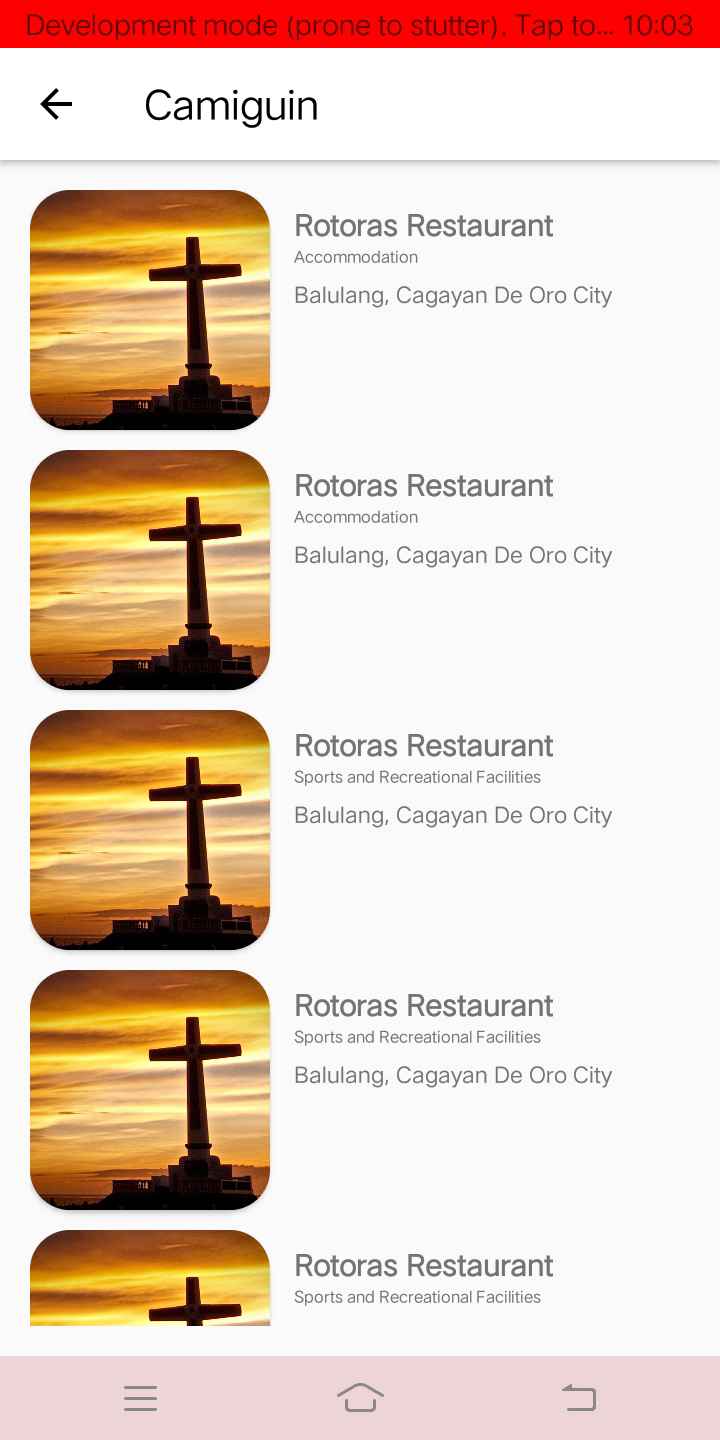 Development mode (prone to stutter). Tap to... 10:03
Camiguin
Rotoras Restaurant
Accommodation
Balulang, Cagayan De Oro City
Rotoras Restaurant
Accommodation
Balulang, Cagayan De Oro City
Rotoras Restaurant
Sports and Recreational Facilities
Balulang, Cagayan De Oro City
Rotoras Restaurant
Sports and Recreational Facilities
Balulang, Cagayan De Oro City
Rotoras Restaurant
Sports and Recreational Facilities